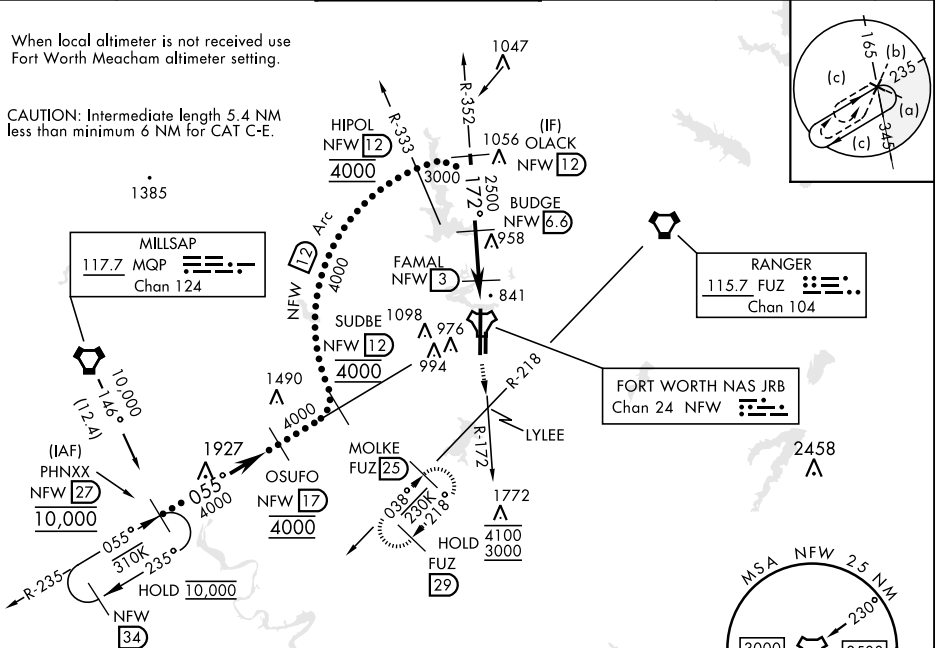 When local altimeter is not received use
Fort Worth Meacham altimeter setting.
CAUTION: Intermediate length 5.4 NM
less than minimum 6 NM for CAT C-E.
1385
MILLSAP
117.7 MQP
Chan 124
10,000
146°
(12.4)
(IAF)
PHNXX
NFW 27
10,000
R-235
055°
310K
235°
HOLD 10,000
NFW
34
1927
055°
4000
1490
4000
OSUFO
NFW 17
4000
SUDBE
NFW 12
4000
NFW 12 Arc
4000
HIPOL
NFW 12
4000
R-333
3000
R-352
1047
1056
(IF)
OLACK
NFW 12
172°
2500
BUDGE
NFW 6.6
958
FAMAL
NFW 3
841
1098
976
994
RANGER
115.7 FUZ
Chan 104
FORT WORTH NAS JRB
Chan 24 NFW
R-218
LYLEE
R-172
MOLKE
FUZ 25
038°
230K
218°
HOLD
4100
3000
FUZ
29
1772
2458
165
(b)
235
(c)
(a)
(c)
345
MSA NFW 25 NM
230°
3000